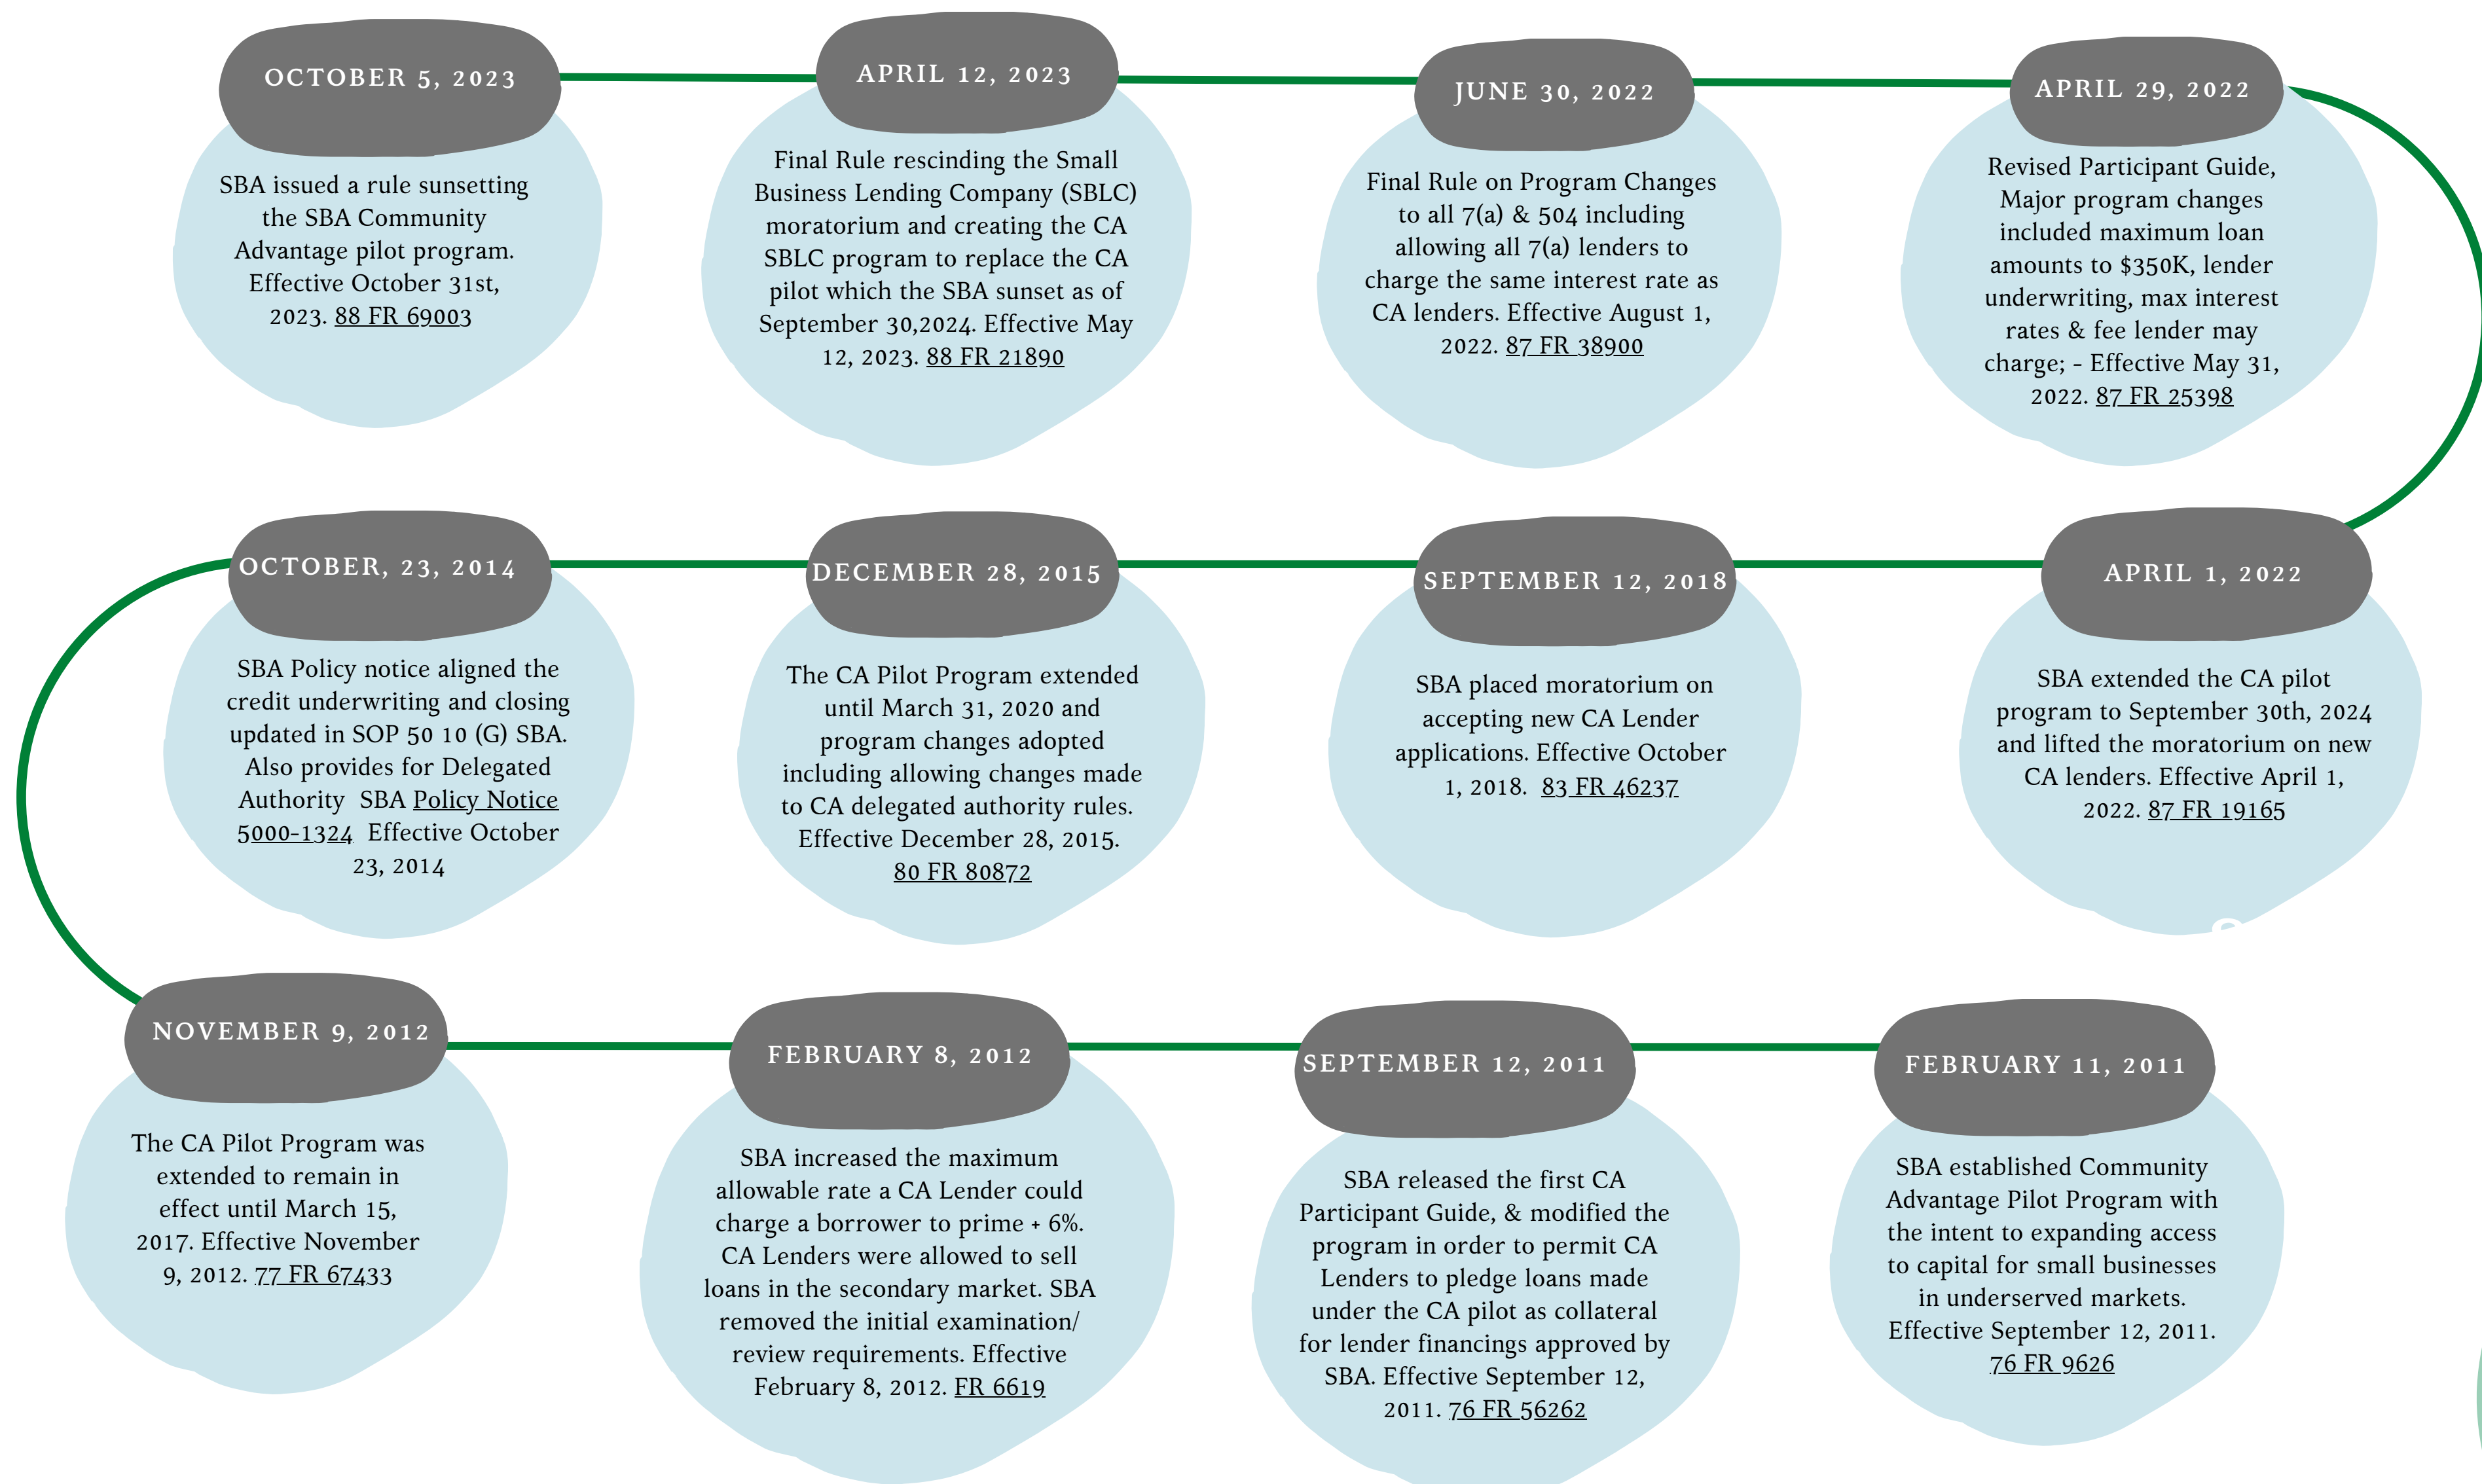 OCTOBER 5, 2023
SBA issued a rule sunsetting
the SBA Community
Advantage pilot program.
Effective October 31st,
2023. 88 FR 69003
APRIL 12, 2023
Final Rule rescinding the Small
Business Lending Company (SBLC)
moratorium and creating the CA
SBLC program to replace the CA
pilot which the SBA sunset as of
September 30,2024. Effective May
12, 2023. 88 FR 21890
JUNE 30, 2022
Final Rule on Program Changes
to all 7(a) & 504 including
allowing all 7(a) lenders to
charge the same interest rate as
CA lenders. Effective August 1,
2022. 87 FR 38900
APRIL 29, 2022
Revised Participant Guide,
Major program changes
included maximum loan
amounts to $350K, lender
underwriting, max interest
rates & fee lender may
charge; - Effective May 31,
2022. 87 FR 25398
OCTOBER, 23, 2014
SBA Policy notice aligned the
credit underwriting and closing
updated in SOP 50 10 (G) SBA.
Also provides for Delegated
Authority SBA Policy Notice
5000-1324 Effective October
23, 2014
DECEMBER 28, 2015
The CA Pilot Program extended
until March 31, 2020 and
program changes adopted
including allowing changes made
to CA delegated authority rules.
Effective December 28, 2015.
80 FR 80872
SEPTEMBER 12, 2018
SBA placed moratorium on
accepting new CA Lender
applications. Effective October
1, 2018. 83 FR 46237
APRIL 1, 2022
SBA extended the CA pilot
program to September 30th, 2024
and lifted the moratorium on new
CA lenders. Effective April 1,
2022. 87 FR 19165
NOVEMBER 9, 2012
The CA Pilot Program was
extended to remain in
effect until March 15,
2017. Effective November
9, 2012. 77 FR 67433
FEBRUARY 8, 2012
SBA increased the maximum
allowable rate a CA Lender could
charge a borrower to prime + 6%.
CA Lenders were allowed to sell
loans in the secondary market. SBA
removed the initial examination/
review requirements. Effective
February 8, 2012. FR 6619
SEPTEMBER 12, 2011
SBA released the first CA
Participant Guide, & modified the
program in order to permit CA
Lenders to pledge loans made
under the CA pilot as collateral
for lender financings approved by
SBA. Effective September 12,
2011. 76 FR 56262
FEBRUARY 11, 2011
SBA established Community
Advantage Pilot Program with
the intent to expanding access
to capital for small businesses
in underserved markets.
Effective September 12, 2011.
76 FR 9626